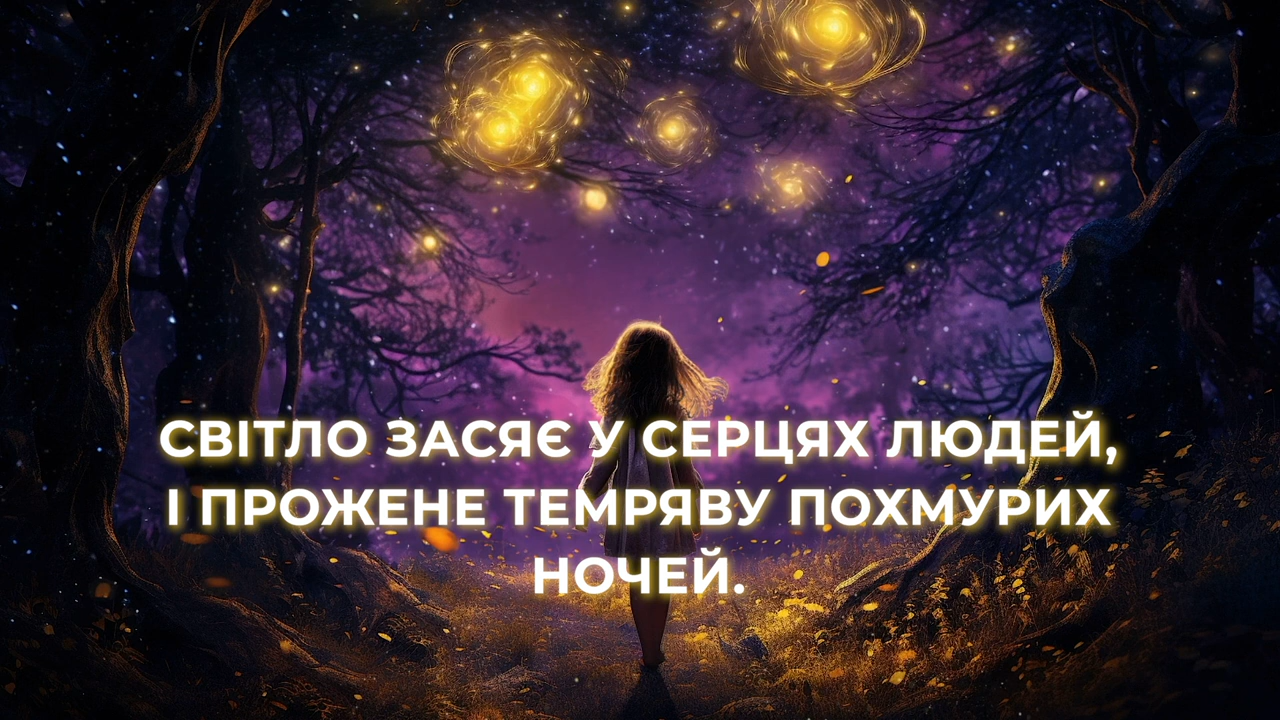 СВІТЛО ЗАСЯЄ У СЕРЦЯХ ЛЮДЕЙ,
І ПРОЖЕНЕ ТЕМРЯВУ ПОХМУРИХ
НОЧЕЙ.